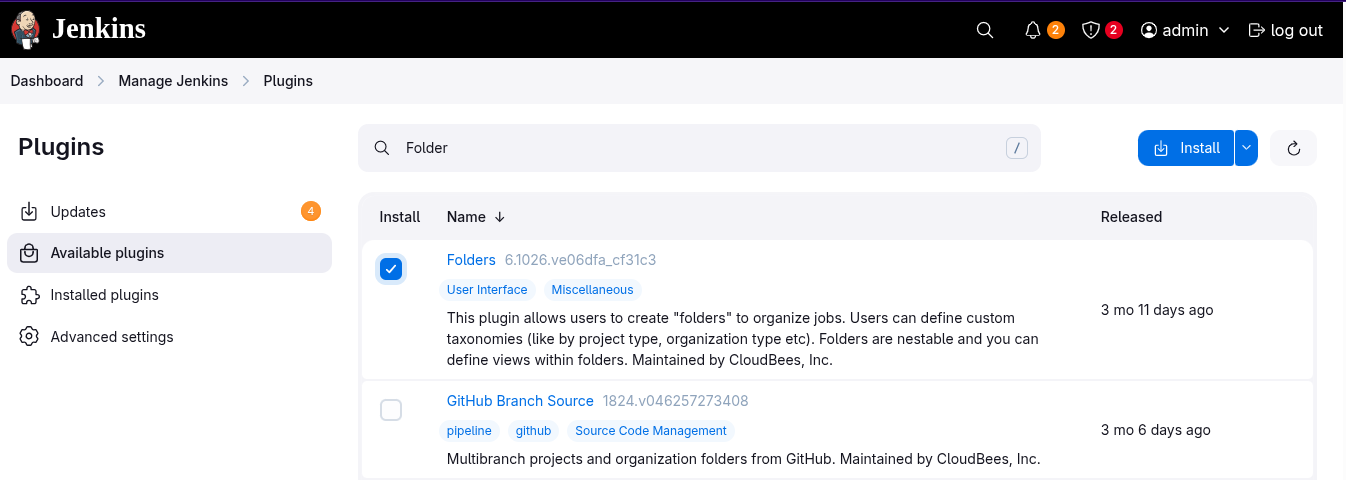 Jenkins
2
2
admin
log out
Dashboard
Manage Jenkins
Plugins
Plugins
Updates
4
Available plugins
Installed plugins
Advanced settings
Folder
/
Install
Install Name Released
Folders 6.1026.ve06dfa_cf31c3
User Interface Miscellaneous
This plugin allows users to create "folders" to organize jobs. Users can define custom
taxonomies (like by project type, organization type etc). Folders are nestable and you can
define views within folders. Maintained by CloudBees, Inc.
3 mo 11 days ago
GitHub Branch Source 1824.v046257273408
pipeline github Source Code Management
Multibranch projects and organization folders from GitHub. Maintained by CloudBees, Inc.
3 mo 6 days ago